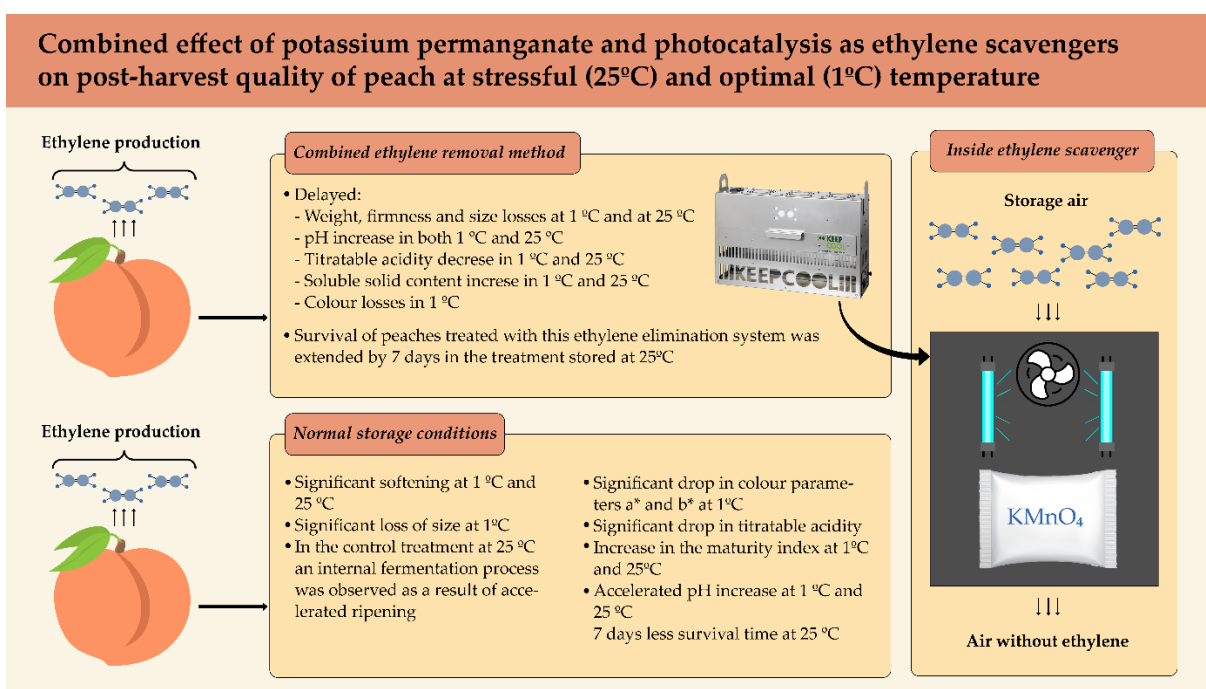 Combined effect of potassium permanganate and photocatalysis as ethylene scavengers
on post-harvest quality of peach at stressful (25ºC) and optimal (1ºC) temperature
Ethylene production
Combined ethylene removal method
• Delayed:
- Weight, firmness and size losses at 1 ºC and at 25 ºC
- pH increase in both 1 ºC and 25 ºC
- Titratable acidity decrese in 1 ºC and 25 ºC
- Soluble solid content increse in 1 ºC and 25 ºC
- Colour losses in 1 ºC
• Survival of peaches treated with this ethylene elimination system was
extended by 7 days in the treatment stored at 25ºC
KEEP
COOL
KEEPCOOL
Ethylene production
Normal storage conditions
• Significant softening at 1 ºC and
25 ºC
• Significant loss of size at 1ºC
• In the control treatment at 25 ºC
an internal fermentation process
was observed as a result of acce-
lerated ripening
• Significant drop in colour parame-
ters a* and b* at 1ºC
• Significant drop in titratable acidity
• Increase in the maturity index at 1ºC
and 25ºC
• Accelerated pH increase at 1 ºC and
25 ºC
7 days less survival time at 25 ºC
Inside ethylene scavenger
Storage air
KMnO₄
Air without ethylene